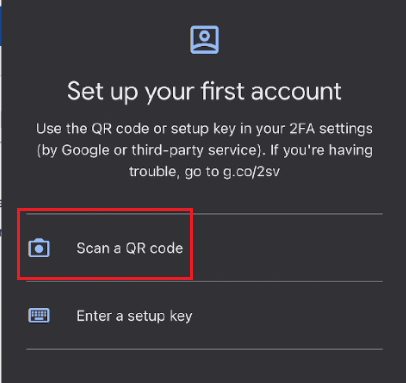 Set up your first account
Use the QR code or setup key in your 2FA settings
(by Google or third-party service). If you're having
trouble, go to g.co/2sv
Scan a QR code
Enter a setup key